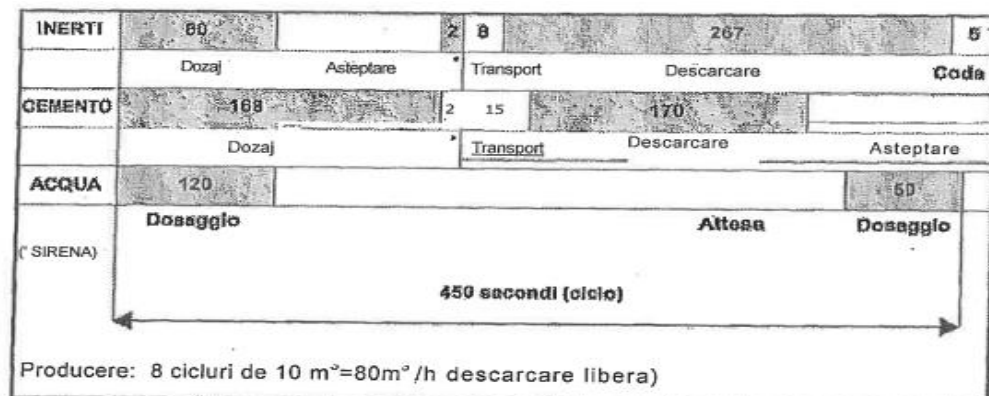 INERTI 80 2 8 267 5
Dozaj Asteptare * Transport Descarcare Coda
CEMENTO 168 2 15 170
Dozaj * Transport Descarcare Asteptare
ACQUA 120 50
Dosaggio Attesa Dosaggio
(* SIRENA)
450 secondi (ciclo)
Producere: 8 cicluri de 10 m³=80m³/h descarcare libera)